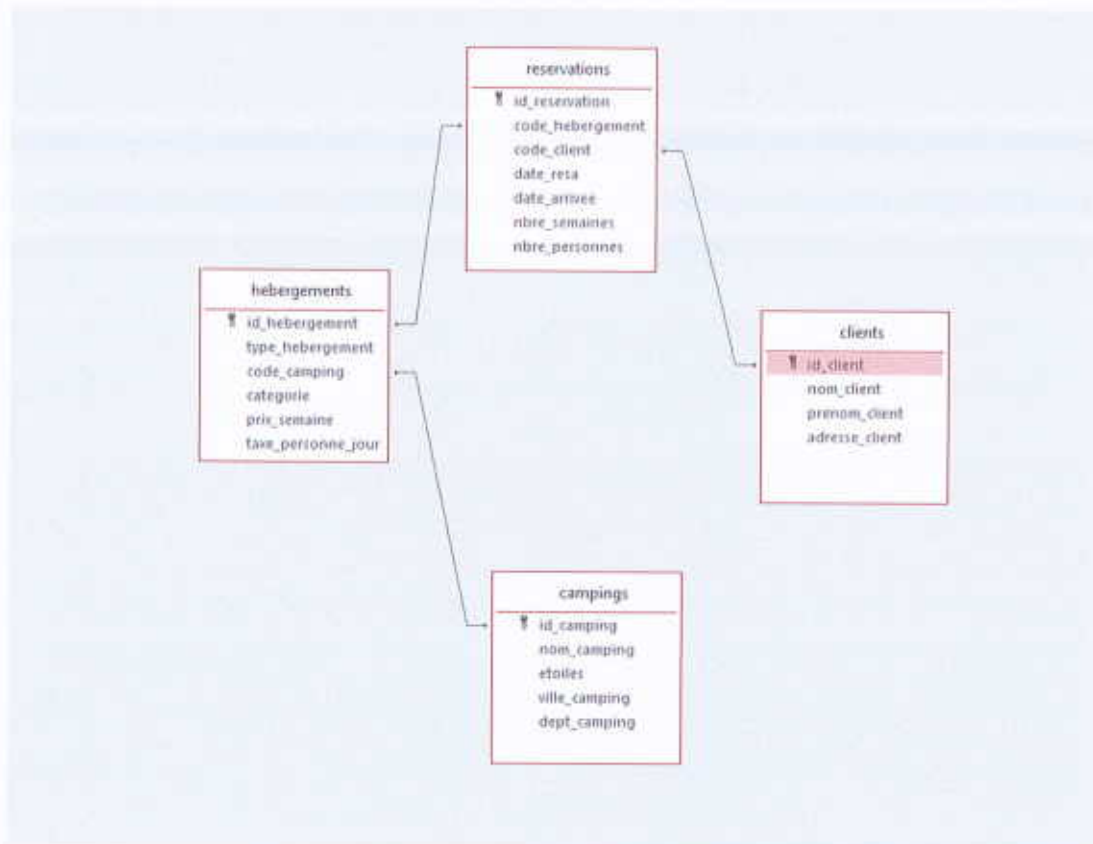 reservations
id_reservation
code_hebergement
code_client
date_resa
date_arrivee
nbre_semaines
nbre_personnes
hebergements
id_hebergement
type_hebergement
code_camping
categorie
prix_semaine
taxe_personne_jour
clients
id_client
nom_client
prenom_client
adresse_client
campings
id_camping
nom_camping
etoiles
ville_camping
dept_camping